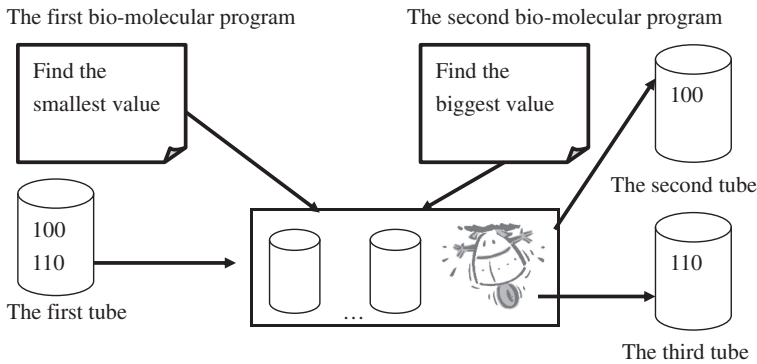 The first bio-molecular program
The second bio-molecular program
Find the
smallest value
Find the
biggest value
100
The second tube
100
110
The first tube
...
110
The third tube